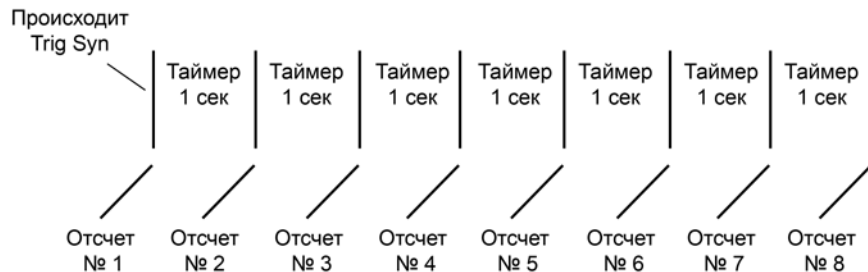 Происходит
Trig Syn
Таймер Таймер Таймер Таймер Таймер Таймер Таймер
1 сек 1 сек 1 сек 1 сек 1 сек 1 сек 1 сек
Отсчет Отсчет Отсчет Отсчет Отсчет Отсчет Отсчет Отсчет
№ 1 № 2 № 3 № 4 № 5 № 6 № 7 № 8